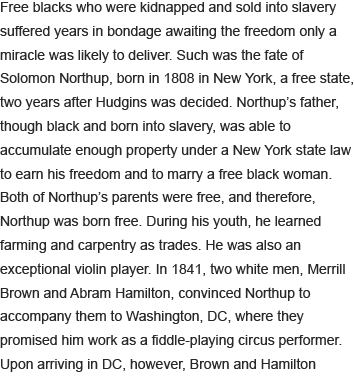 Free blacks who were kidnapped and sold into slavery
suffered years in bondage awaiting the freedom only a
miracle was likely to deliver. Such was the fate of
Solomon Northup, born in 1808 in New York, a free state,
two years after Hudgins was decided. Northup's father,
though black and born into slavery, was able to
accumulate enough property under a New York state law
to earn his freedom and to marry a free black woman.
Both of Northup's parents were free, and therefore,
Northup was born free. During his youth, he learned
farming and carpentry as trades. He was also an
exceptional violin player. In 1841, two white men, Merrill
Brown and Abram Hamilton, convinced Northup to
accompany them to Washington, DC, where they
promised him work as a fiddle-playing circus performer.
Upon arriving in DC, however, Brown and Hamilton